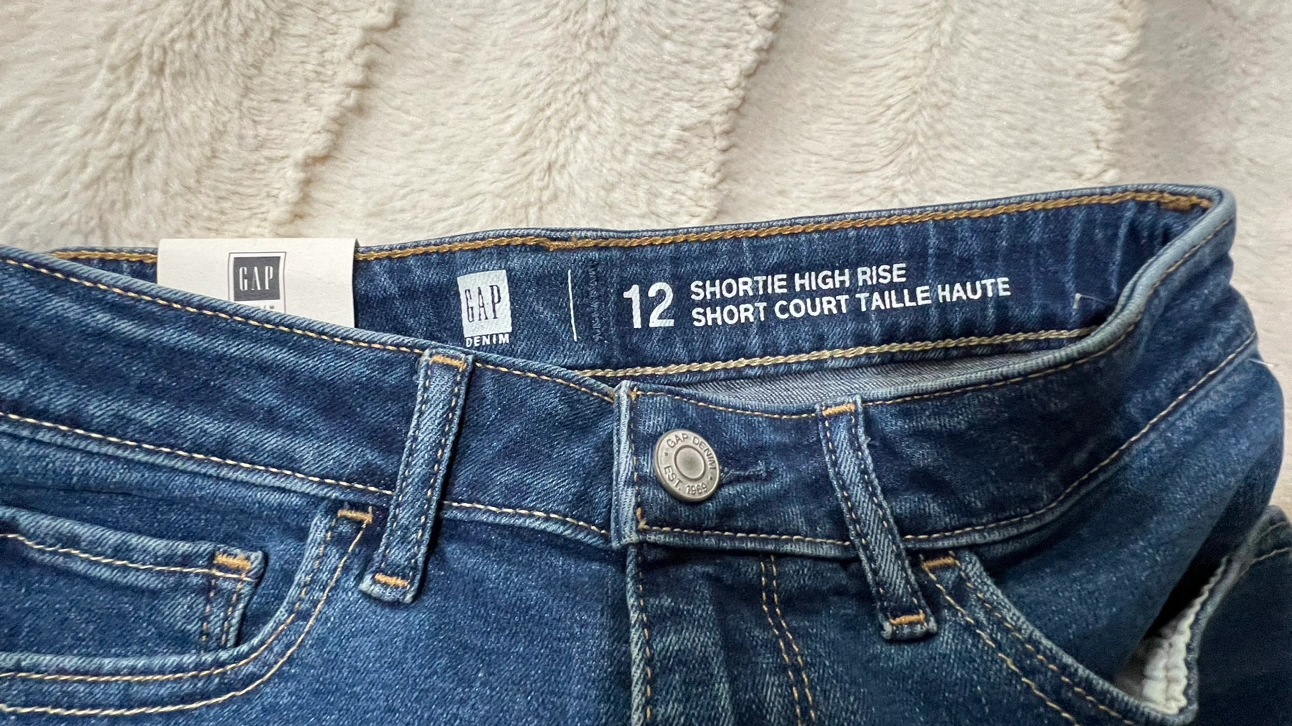 GAP
GAP
DENIM
12
SHORTIE HIGH RISE
SHORT COURT TAILLE HAUTE
GAP DENIM
EST. 1969